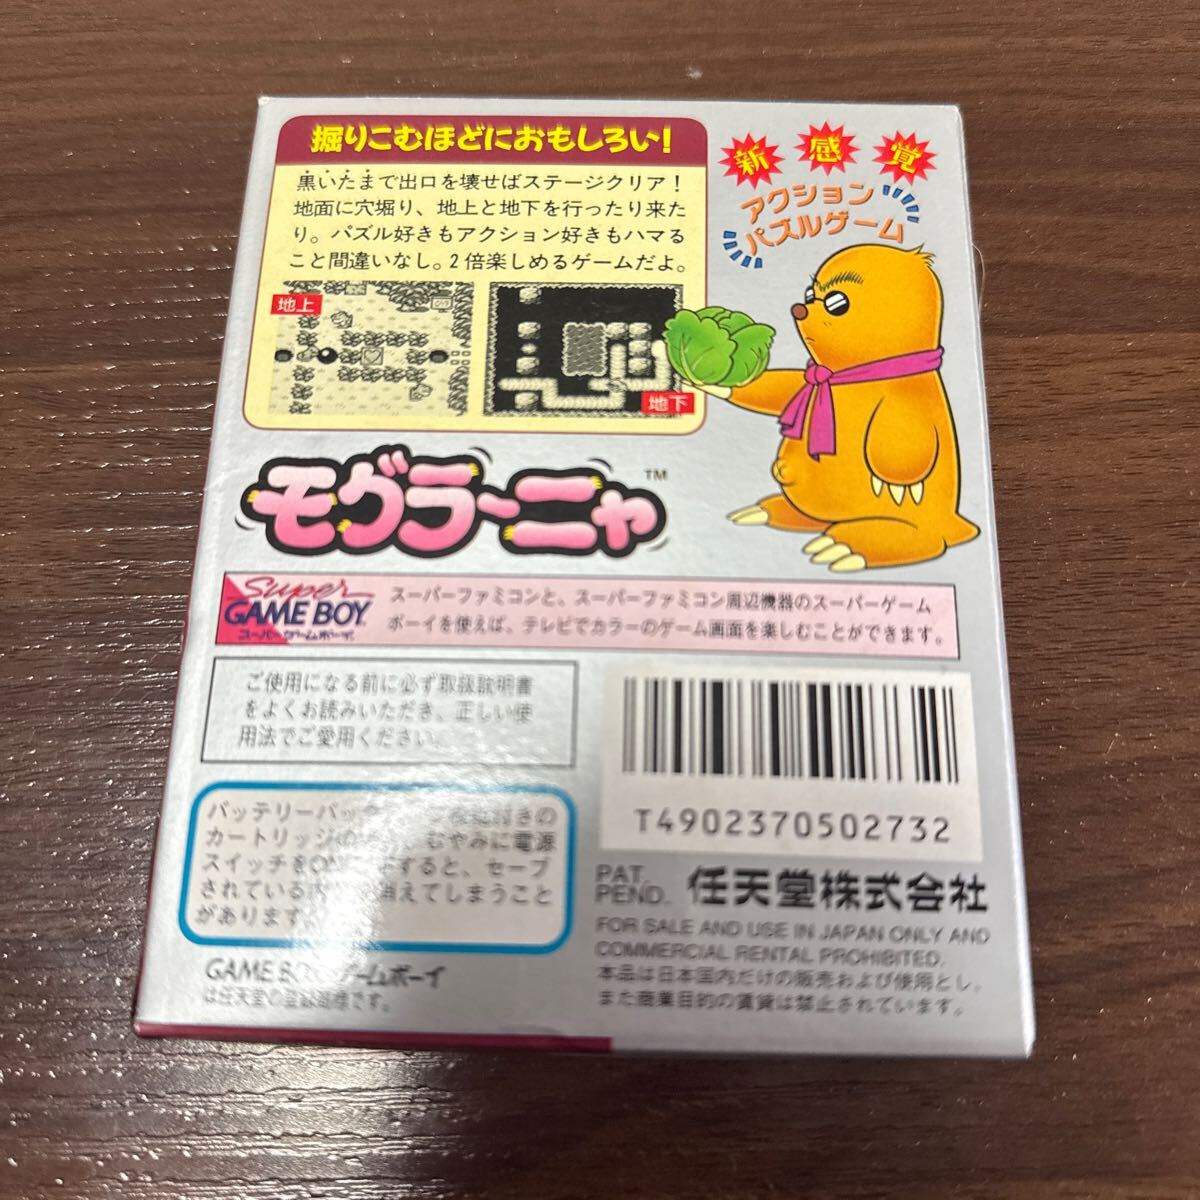 掘りこむほどにおもしろい!
黒いたまで出口を壊せばステージクリア!
地面に穴堀り、地上と地下を行ったり来た
り。パズル好きもアクション好きもハマる
こと間違いなし。2倍楽しめるゲームだよ。
地上
地下
新感覚
アクション
パズルゲーム
モグラ〜ニャ™
Super
GAME BOY
スーパーゲームボーイ
スーパーファミコンと、スーパーファミコン周辺機器のスーパーゲーム
ボーイを使えば、テレビでカラーのゲーム画面を楽しむことができます。
ご使用になる前に必ず取扱説明書
をよくお読みいただき、正しい使
用法でご愛用ください。
バッテリーバック 付きの
カートリッジの むやみに電源
スイッチをON すると、セーブ
されている 消えてしまうこと
があります。
GAME BOY ゲームボーイ
は任天堂の登録商標です。
T4902370502732
PAT.
PEND. 任天堂株式会社
FOR SALE AND USE IN JAPAN ONLY AND
COMMERCIAL RENTAL PROHIBITED.
本品は日本国内だけの販売および使用とし、
また商業目的の賃貸は禁止されています。